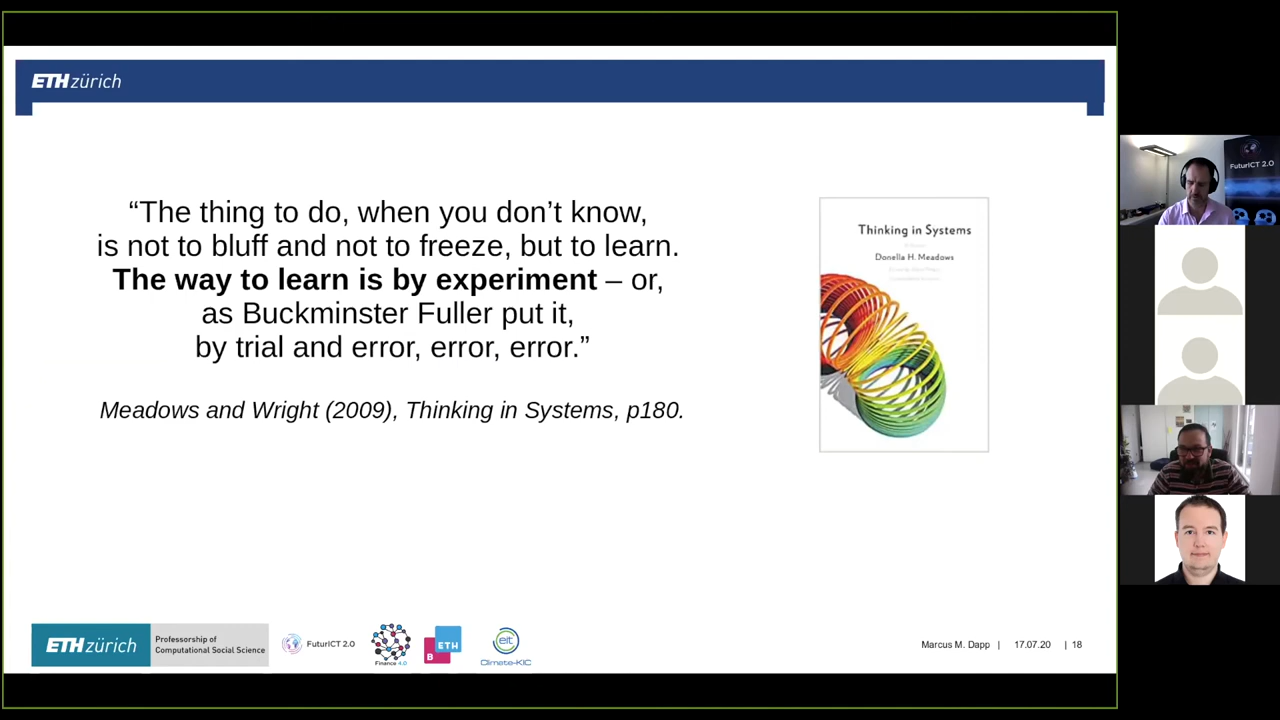 ETH zürich
“The thing to do, when you don’t know,
is not to bluff and not to freeze, but to learn.
The way to learn is by experiment – or,
as Buckminster Fuller put it,
by trial and error, error, error.”
Meadows and Wright (2009), Thinking in Systems, p180.
Thinking in Systems
Donella H. Meadows
FuturICT 2.0
ETH zürich
Professorship of
Computational Social Science
FuturICT 2.0
Finance 4.0
B
ETH
eit
Climate-KIC
Marcus M. Dapp | 17.07.20 | 18